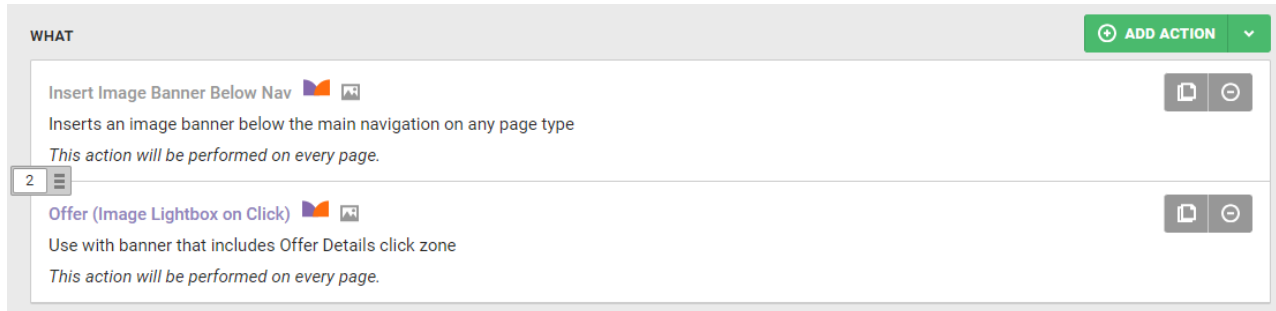 WHAT
ADD ACTION
Insert Image Banner Below Nav
Inserts an image banner below the main navigation on any page type
This action will be performed on every page.
2
Offer (Image Lightbox on Click)
Use with banner that includes Offer Details click zone
This action will be performed on every page.